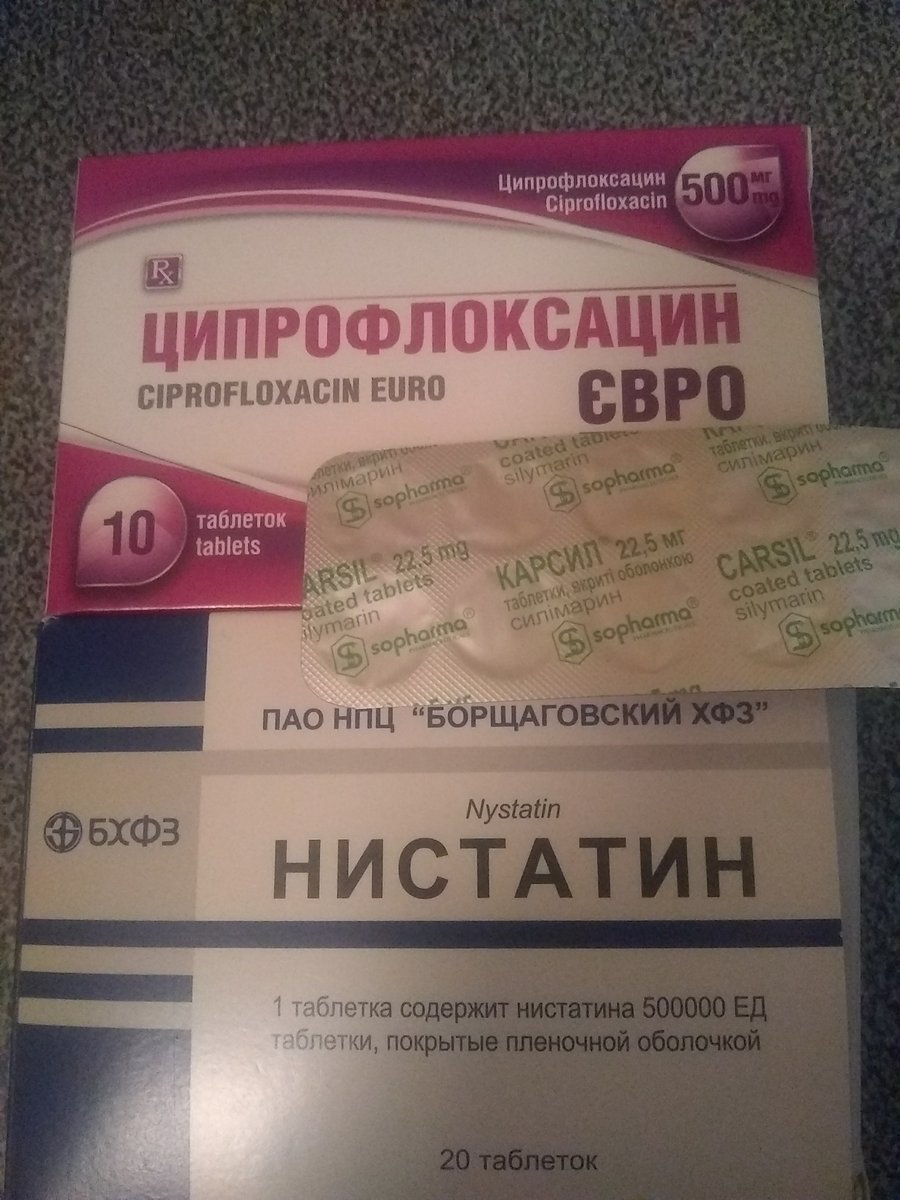 Ципрофлоксацин
Ciprofloxacin
500 мг
mg
Rx
ЦИПРОФЛОКСАЦИН
CIPROFLOXACIN EURO
ЄВРО
10
таблеток
tablets
coated tablets
silymarin
sopharma®
таблетки, вкриті
силімарин
sopharma®
sopharma®
22,5 mg
sopharma®
КАРСИЛ® 22,5 мг
таблетки, вкриті оболонкою
силімарин
sopharma®
CARSIL® 22,5 mg
coated tablets
silymarin
sopharma
ПАО НПЦ "БОРЩАГОВСКИЙ ХФЗ"
БХФЗ
Nystatin
НИСТАТИН
1 таблетка содержит нистатина 500000 ЕД
таблетки, покрытые пленочной оболочкой
20 таблеток